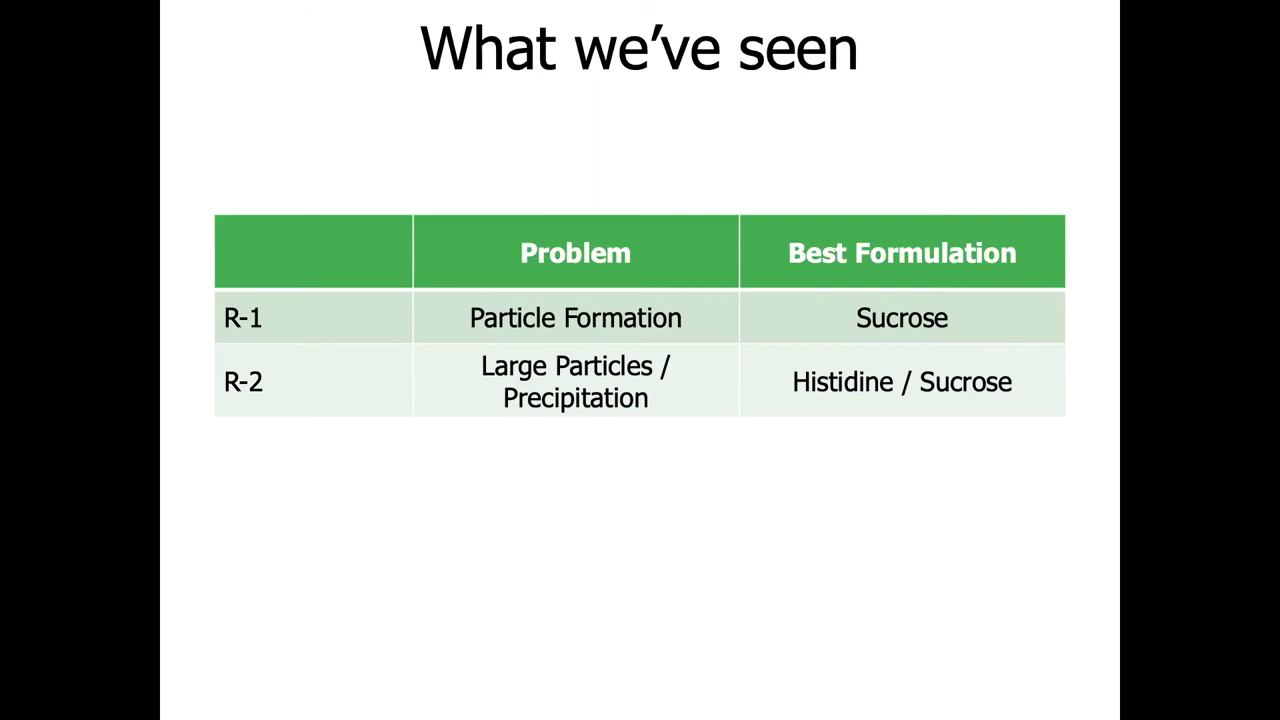 What we’ve seen
Problem
Best Formulation
R-1
Particle Formation
Sucrose
R-2
Large Particles /
Precipitation
Histidine / Sucrose